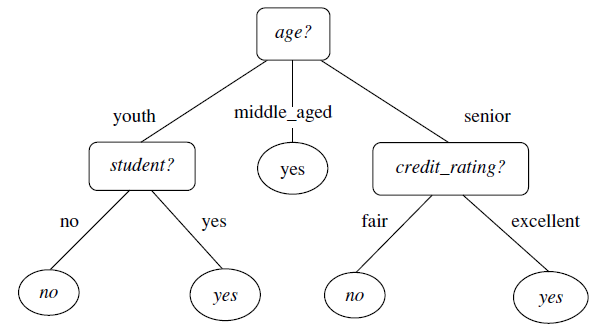 age?
youth
middle_aged
senior
student?
yes
credit_rating?
no
yes
fair
excellent
no
yes
no
yes